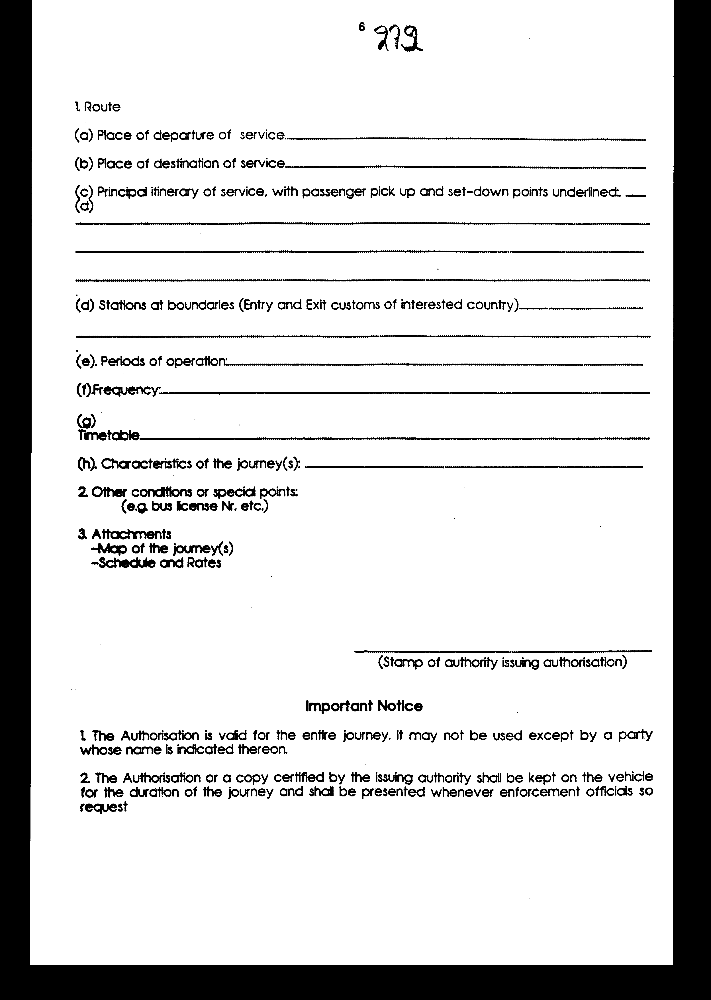 6 279
1. Route
(a) Place of departure of service
(b) Place of destination of service
(c) Principal itinerary of service, with passenger pick up and set-down points underlined:
(d)
(d) Stations at boundaries (Entry and Exit customs of interested country)
(e). Periods of operation:
(f).Frequency:
(g)
Timetable
(h). Characteristics of the journey(s):
2. Other conditions or special points:
(e.g. bus license Nr. etc.)
3. Attachments
-Map of the journey(s)
-Schedule and Rates
(Stamp of authority issuing authorisation)
Important Notice
1. The Authorisation is valid for the entire journey. It may not be used except by a party
whose name is indicated thereon.
2. The Authorisation or a copy certified by the issuing authority shall be kept on the vehicle
for the duration of the journey and shall be presented whenever enforcement officials so
request